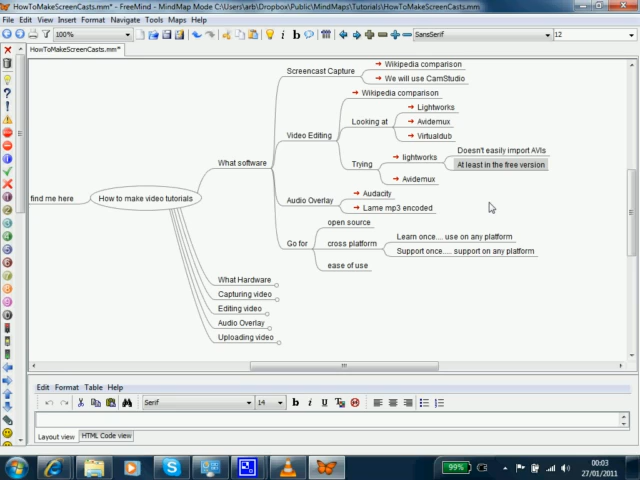 HowToMakeScreenCasts.mm* - FreeMind - MindMap Mode C:\Users\arb\Dropbox\Public\MindMaps\Tutorials\HowToMakeScreenCasts.mm
File Edit View Insert Format Navigate Tools Maps Help
100% SansSerif 12
HowToMakeScreenCasts.mm*
Wikipedia comparison
Screencast Capture
We will use CamStudio
Wikipedia comparison
Lightworks
Looking at Avidemux
Video Editing Virtualdub
Doesn't easily import AVIs
lightworks
What software Trying At least in the free version
Avidemux
find me here How to make video tutorials
Audacity
Audio Overlay
Lame mp3 encoded
open source
Learn once.... use on any platform
Go for cross platform
Support once..... support on any platform
ease of use
What Hardware
Capturing video
Editing video
Audio Overlay
Uploading video
Edit Format Table Help
Serif 14
Layout view HTML Code view
99% 00:03
27/01/2011